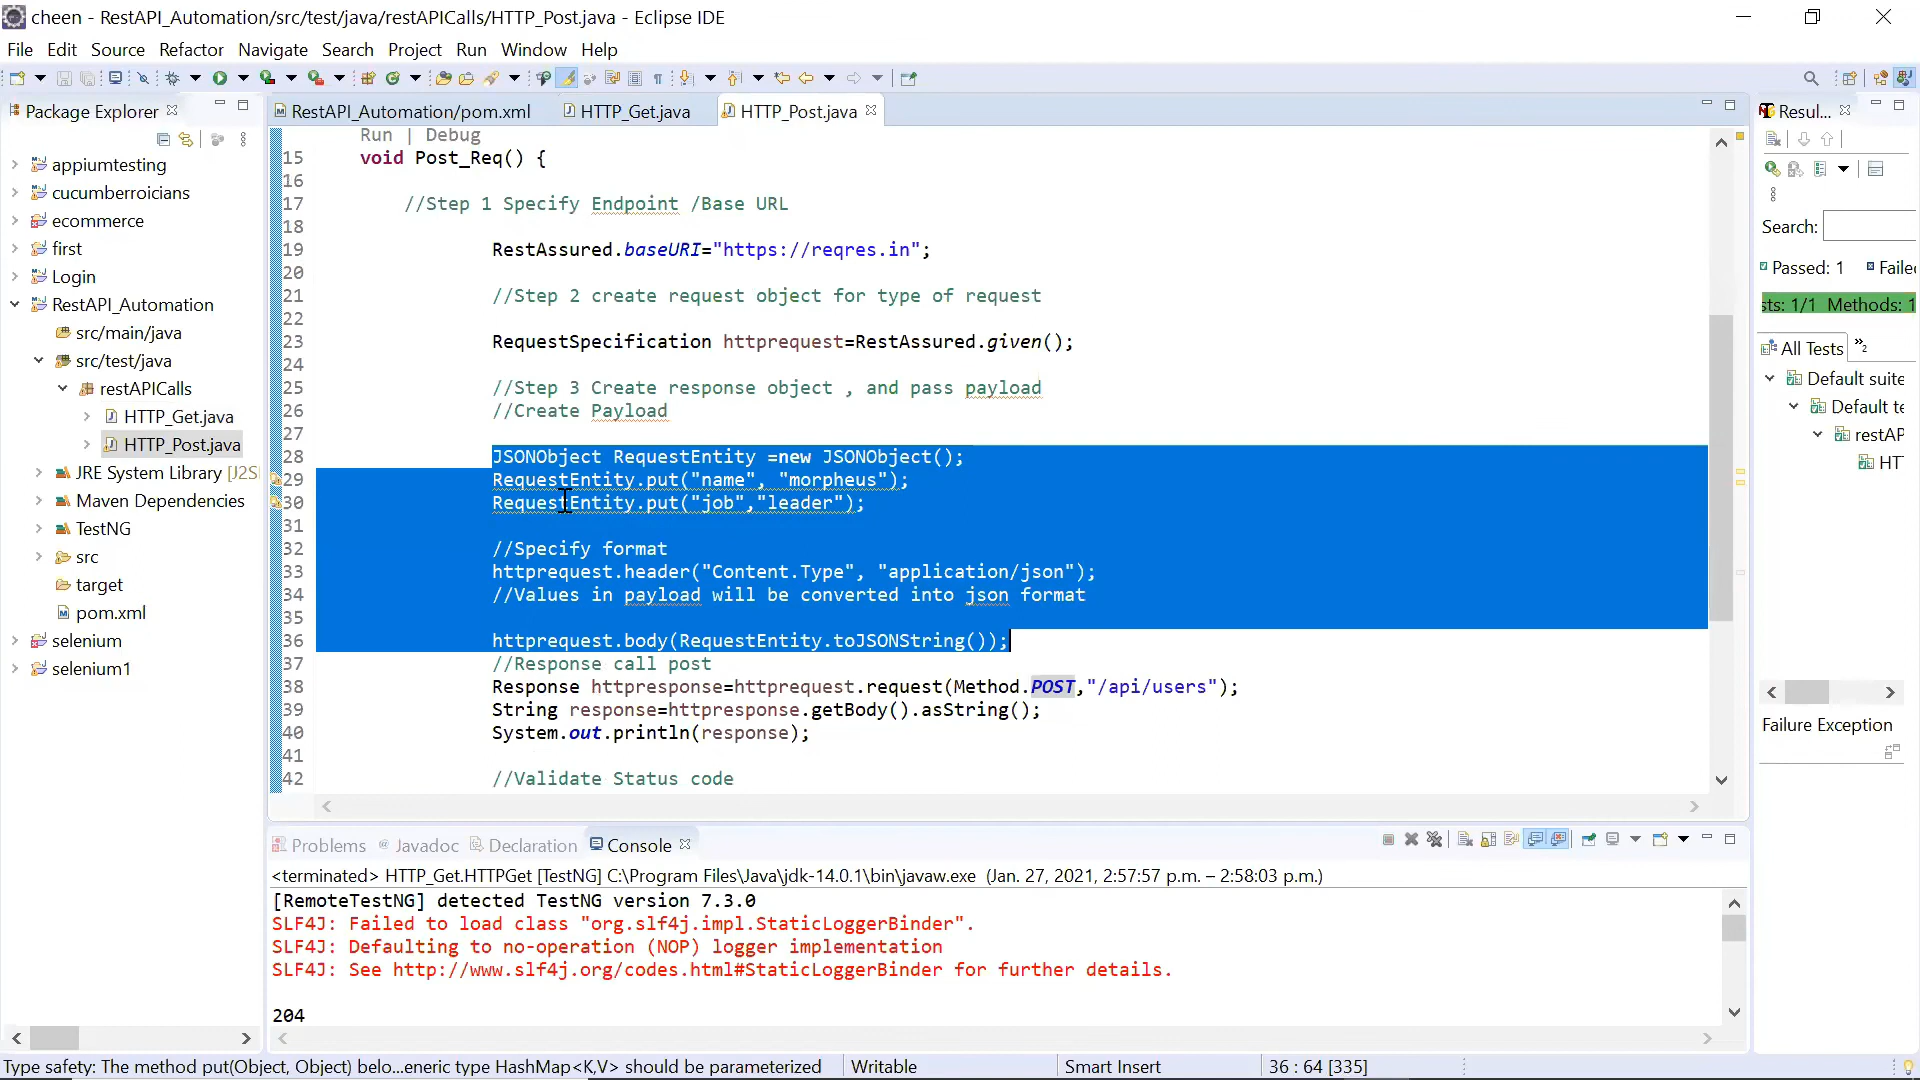 cheen - RestAPI_Automation/src/test/java/restAPICalls/HTTP_Post.java - Eclipse IDE
File Edit Source Refactor Navigate Search Project Run Window Help
Package Explorer
appiumtesting
cucumberroicians
ecommerce
first
Login
RestAPI_Automation
src/main/java
src/test/java
restAPICalls
HTTP_Get.java
HTTP_Post.java
JRE System Library [J2S
Maven Dependencies
TestNG
src
target
pom.xml
selenium
selenium1
RestAPI_Automation/pom.xml HTTP_Get.java HTTP_Post.java
Run | Debug
15 void Post_Req() {
16
17 //Step 1 Specify Endpoint /Base URL
18
19 RestAssured.baseURI="https://reqres.in";
20
21 //Step 2 create request object for type of request
22
23 RequestSpecification httprequest=RestAssured.given();
24
25 //Step 3 Create response object , and pass payload
26 //Create Payload
27
28 JSONObject RequestEntity =new JSONObject();
29 RequestEntity.put("name", "morpheus");
30 RequestEntity.put("job","leader");
31
32 //Specify format
33 httprequest.header("Content.Type", "application/json");
34 //Values in payload will be converted into json format
35
36 httprequest.body(RequestEntity.toJSONString());
37 //Response call post
38 Response httpresponse=httprequest.request(Method.POST,"/api/users");
39 String response=httpresponse.getBody().asString();
40 System.out.println(response);
41
42 //Validate Status code
Problems @ Javadoc Declaration Console
<terminated> HTTP_Get.HTTPGet [TestNG] C:\Program Files\Java\jdk-14.0.1\bin\javaw.exe (Jan. 27, 2021, 2:57:57 p.m. – 2:58:03 p.m.)
[RemoteTestNG] detected TestNG version 7.3.0
SLF4J: Failed to load class "org.slf4j.impl.StaticLoggerBinder".
SLF4J: Defaulting to no-operation (NOP) logger implementation
SLF4J: See http://www.slf4j.org/codes.html#StaticLoggerBinder for further details.
204
Resul...
Search:
Passed: 1 Faile
sts: 1/1 Methods: 1
All Tests »2
Default suite
Default te
restAP
HT
Failure Exception
Type safety: The method put(Object, Object) belo...eneric type HashMap<K,V> should be parameterized Writable Smart Insert 36 : 64 [335]